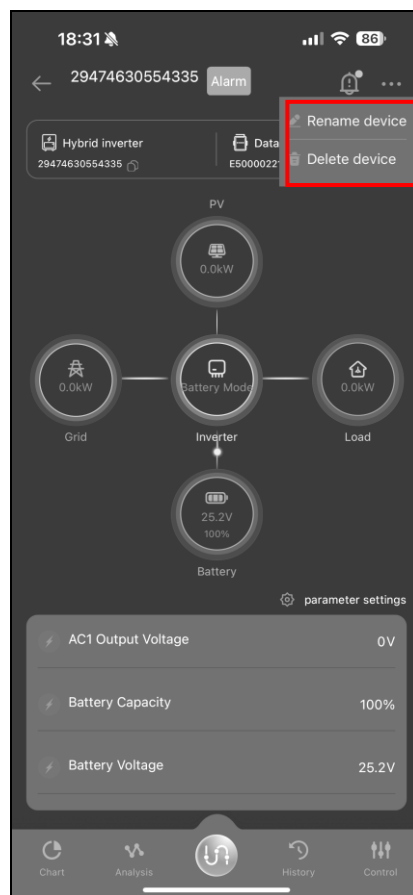 18:31
86
29474630554335 Alarm
Rename device
Delete device
Hybrid inverter
Data
29474630554335
E5000022
PV
0.0kW
0.0kW
Battery Mode
0.0kW
Grid
Inverter
Load
25.2V
100%
Battery
parameter settings
AC1 Output Voltage
0V
Battery Capacity
100%
Battery Voltage
25.2V
Chart
Analysis
History
Control